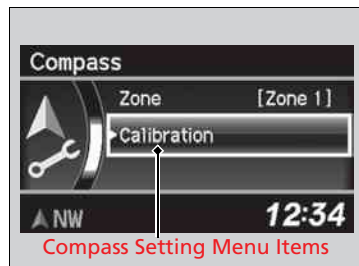 Compass
Zone [Zone 1]
Calibration
NW 12:34
Compass Setting Menu Items